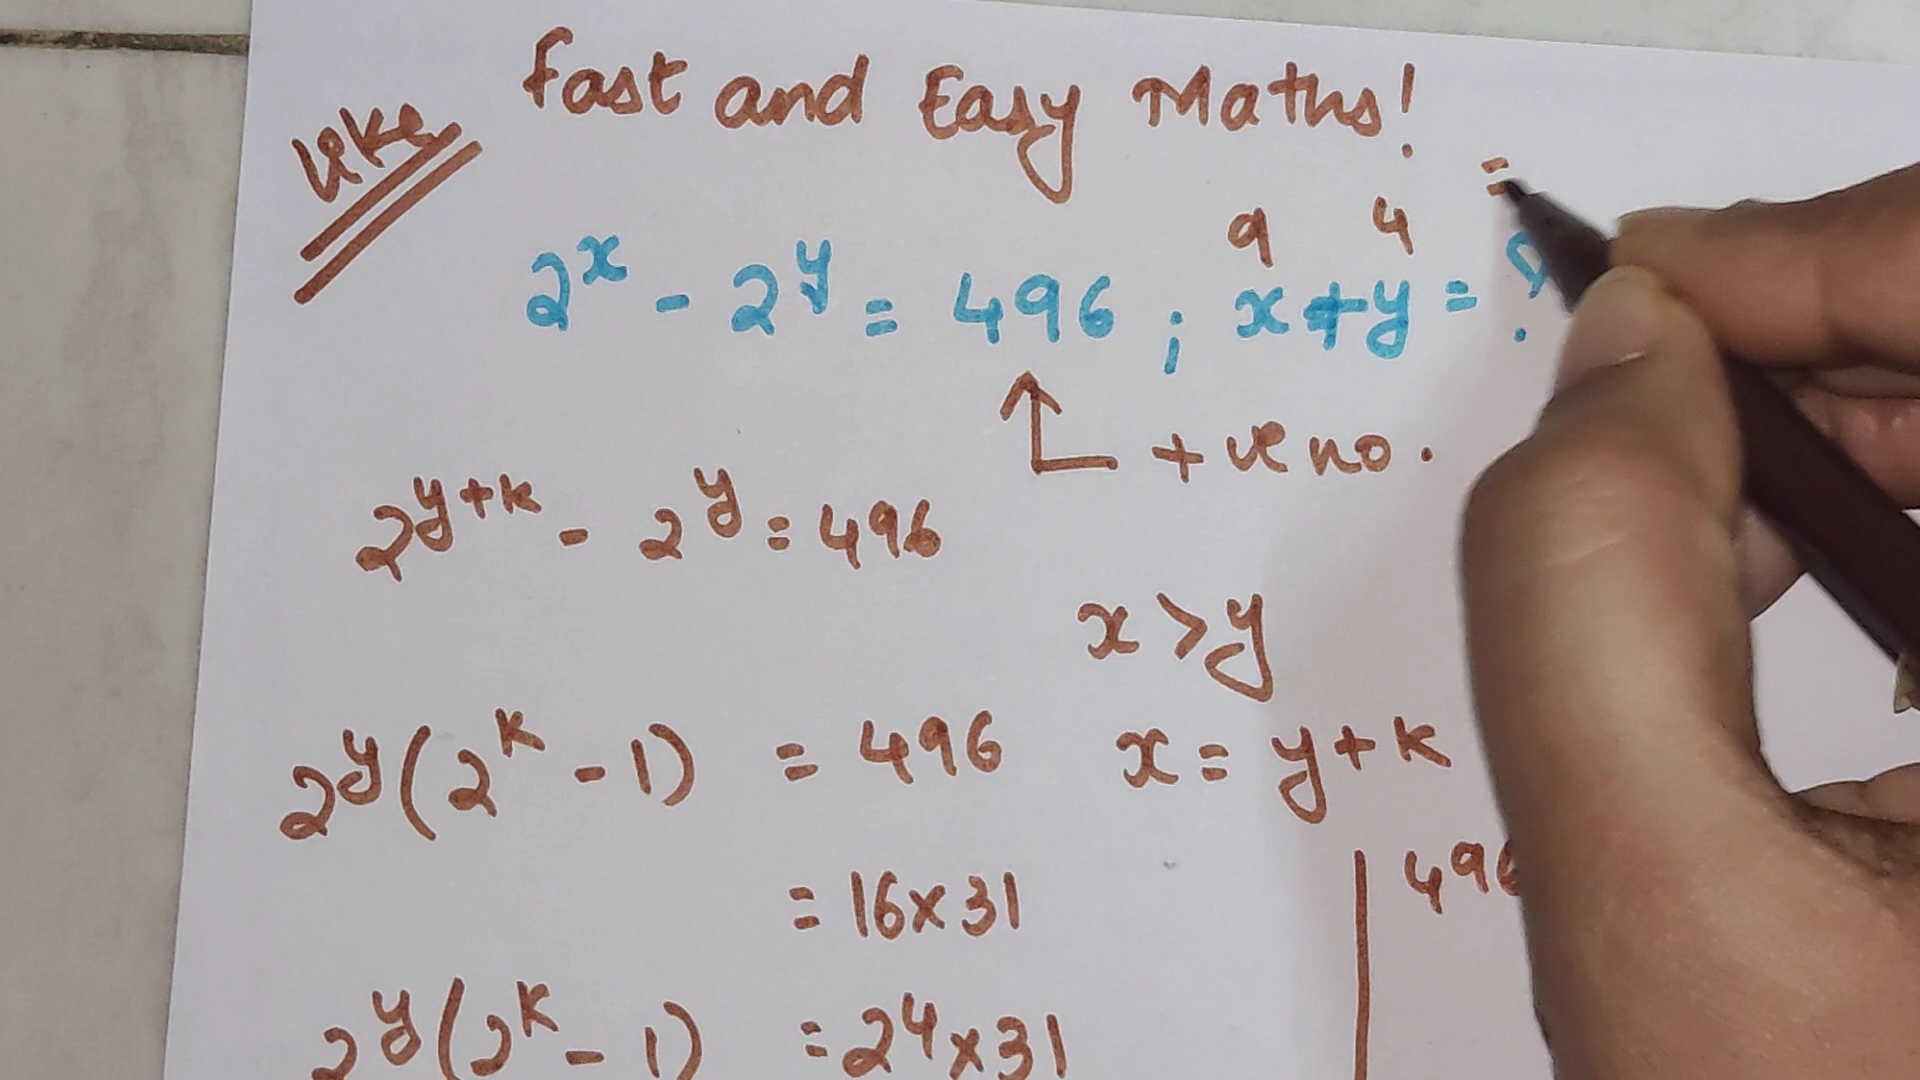 Fast and Easy Maths!
Like
9 4 =
2^x - 2^y = 496 ; x+y = ?
+ve no.
2^y+k - 2^y = 496
x > y
2^y(2^k - 1) = 496 x = y+k
= 16×31 496
2^y(2^k - 1) = 2^4×31